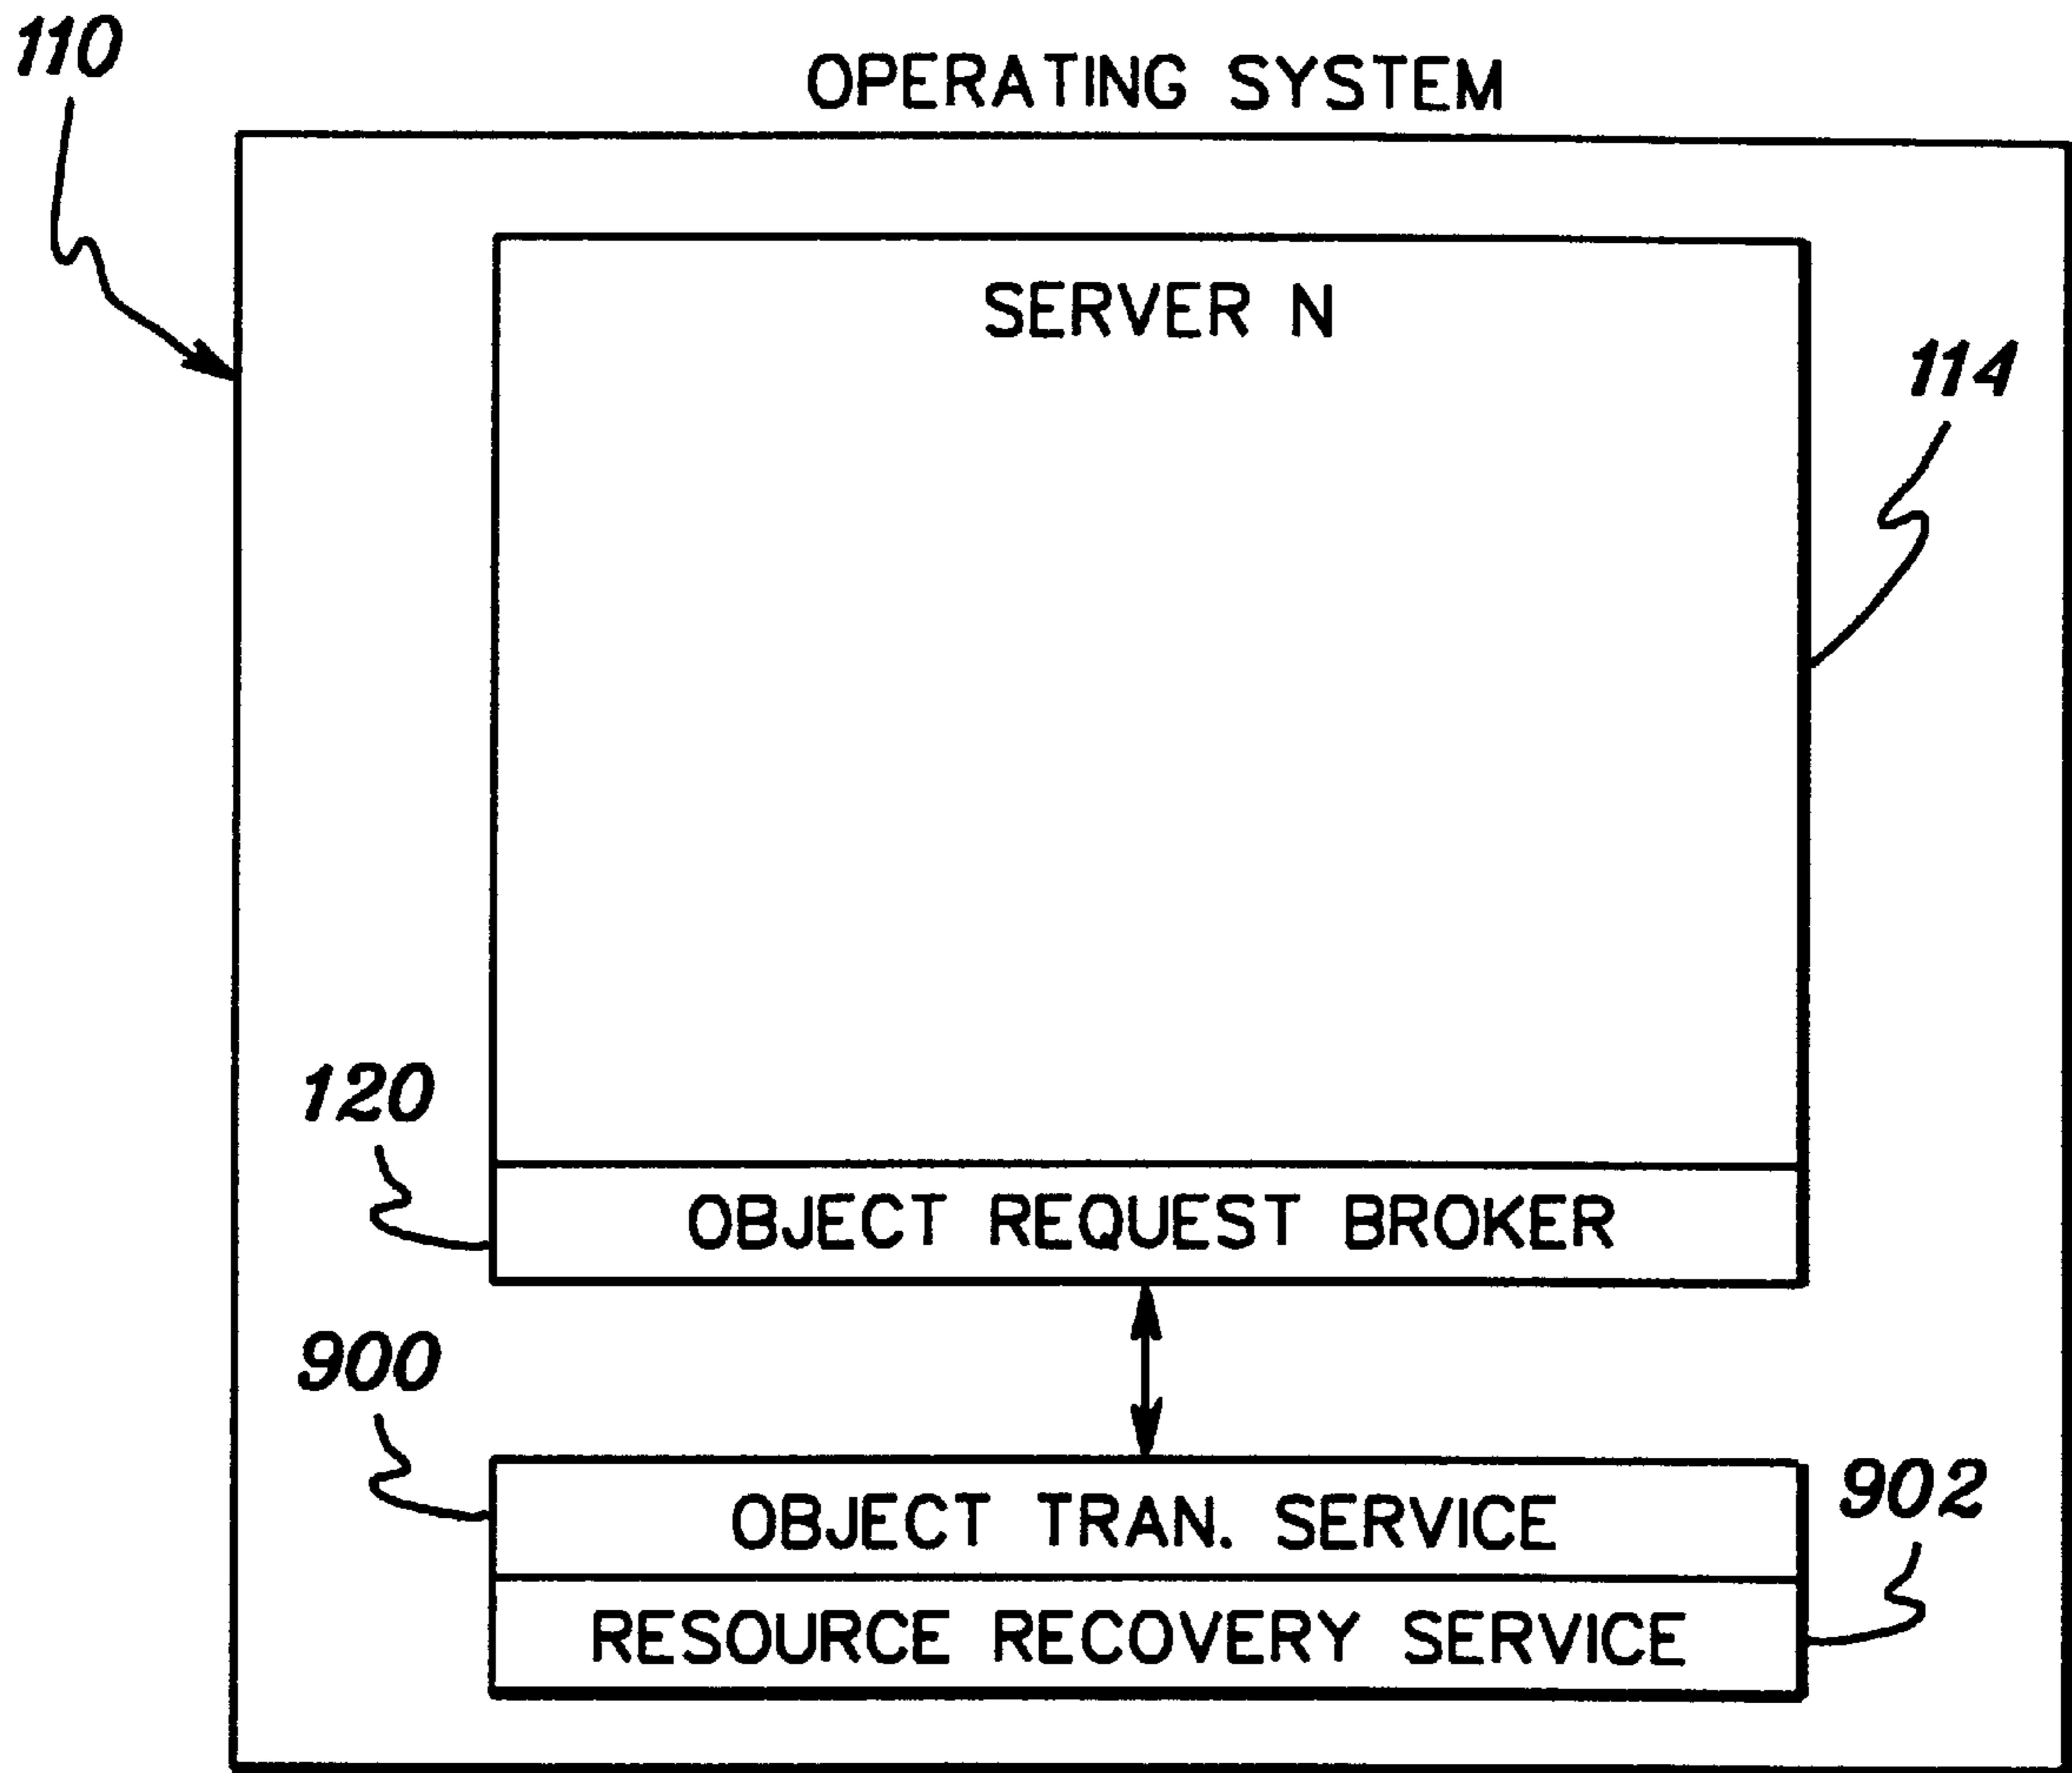 110
OPERATING SYSTEM
SERVER N
114
120
OBJECT REQUEST BROKER
900
OBJECT TRAN. SERVICE
902
RESOURCE RECOVERY SERVICE